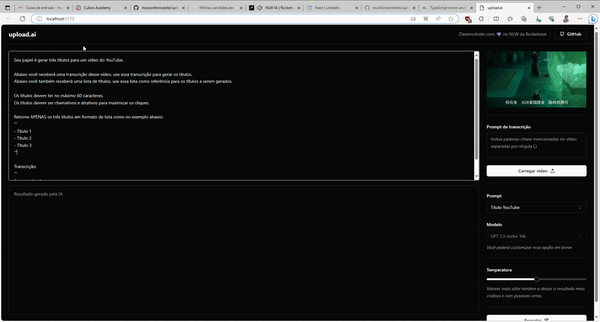 Caixa de entrada
Cubos Academy
Minhas candidaturas
NLW IA | Rocketseat
Feed | LinkedIn
TypeScript errors and
upload.ai
localhost:5173
upload.ai
Desenvolvido com 💜 no NLW da Rocketseat
GitHub
Seu papel é gerar três títulos para um vídeo do YouTube.
Abaixo você receberá uma transcrição desse vídeo, use essa transcrição para gerar os títulos.
Abaixo você também receberá uma lista de títulos, use essa lista como referência para os títulos a serem gerados.
Os títulos devem ter no máximo 60 caracteres.
Os títulos devem ser chamativos e atrativos para maximizar os cliques.
Retorne APENAS os três títulos em formato de lista como no exemplo abaixo:
'''
- Título 1
- Título 2
- Título 3
'''
Transcrição:
'''
Resultado gerado pela IA
Prompt de transcrição
Inclua palavras-chave mencionadas no vídeo
separadas por vírgula (,)
Carregar vídeo
Prompt
Título YouTube
Modelo
GPT 3.5-turbo 16k
Você poderá customizar essa opção em breve
Temperatura
Valores mais altos tendem a deixar o resultado mais
criativo e com possíveis erros.
Executar